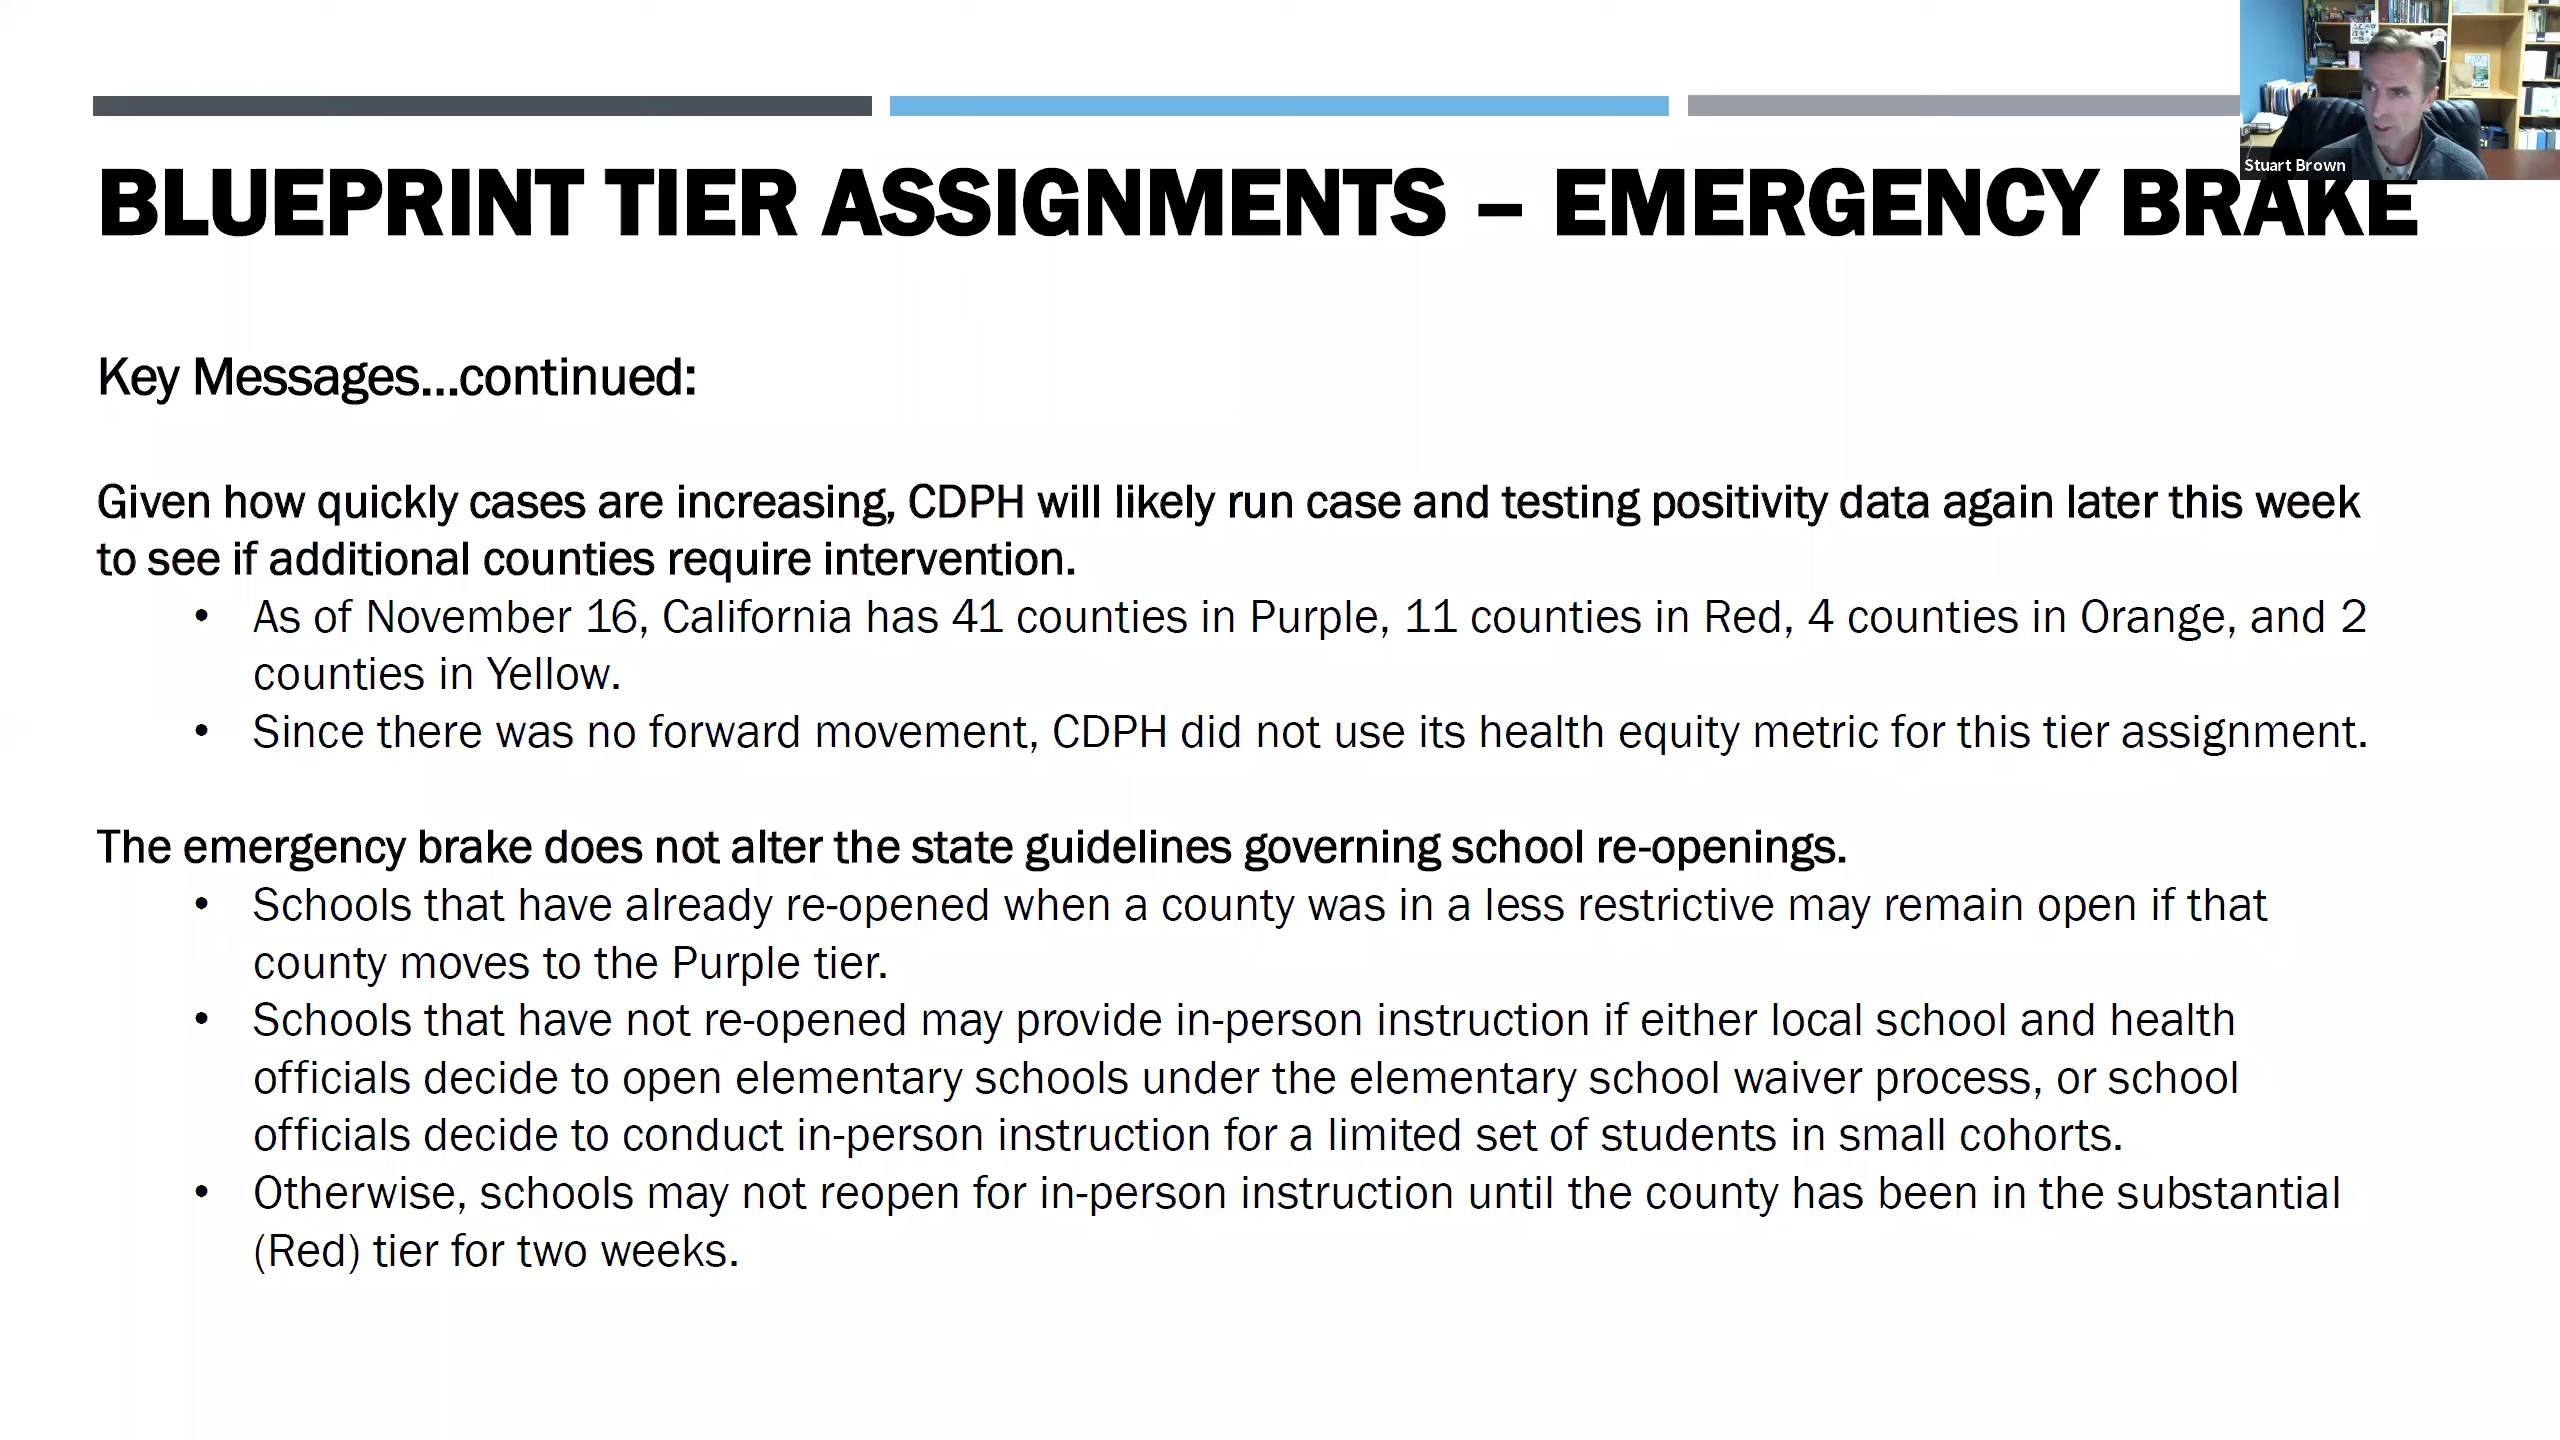 Stuart Brown
BLUEPRINT TIER ASSIGNMENTS – EMERGENCY BRAKE
Key Messages...continued:
Given how quickly cases are increasing, CDPH will likely run case and testing positivity data again later this week
to see if additional counties require intervention.
• As of November 16, California has 41 counties in Purple, 11 counties in Red, 4 counties in Orange, and 2
counties in Yellow.
• Since there was no forward movement, CDPH did not use its health equity metric for this tier assignment.
The emergency brake does not alter the state guidelines governing school re-openings.
• Schools that have already re-opened when a county was in a less restrictive may remain open if that
county moves to the Purple tier.
• Schools that have not re-opened may provide in-person instruction if either local school and health
officials decide to open elementary schools under the elementary school waiver process, or school
officials decide to conduct in-person instruction for a limited set of students in small cohorts.
• Otherwise, schools may not reopen for in-person instruction until the county has been in the substantial
(Red) tier for two weeks.